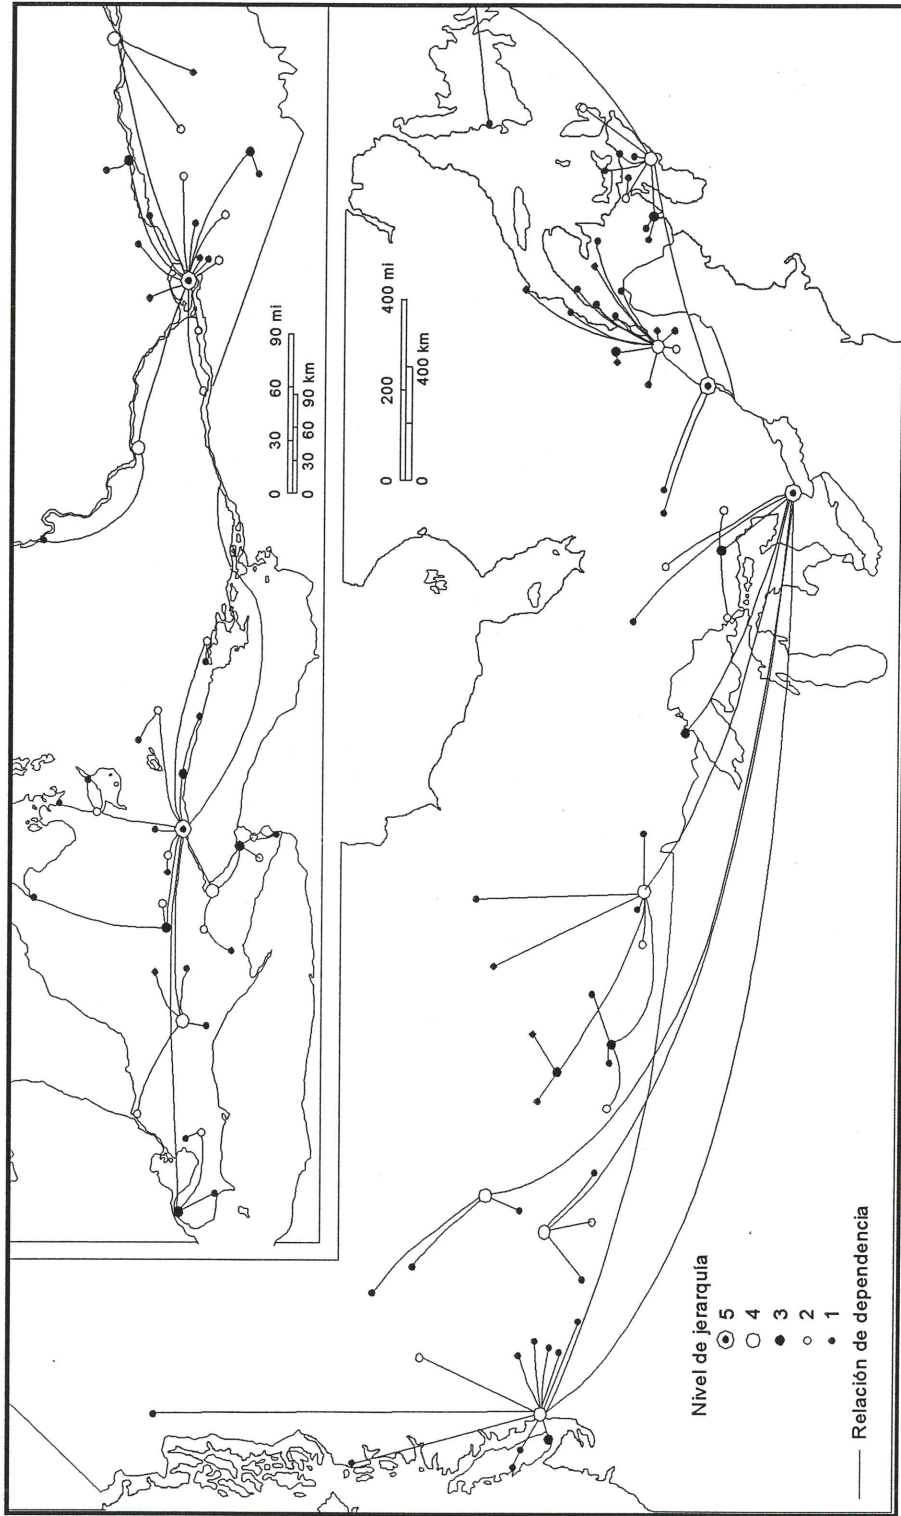 0 30 60 90 mi
0 30 60 90 km
0 200 400 mi
0 400 km
Nivel de jerarquía
5
4
3
2
1
Relación de dependencia